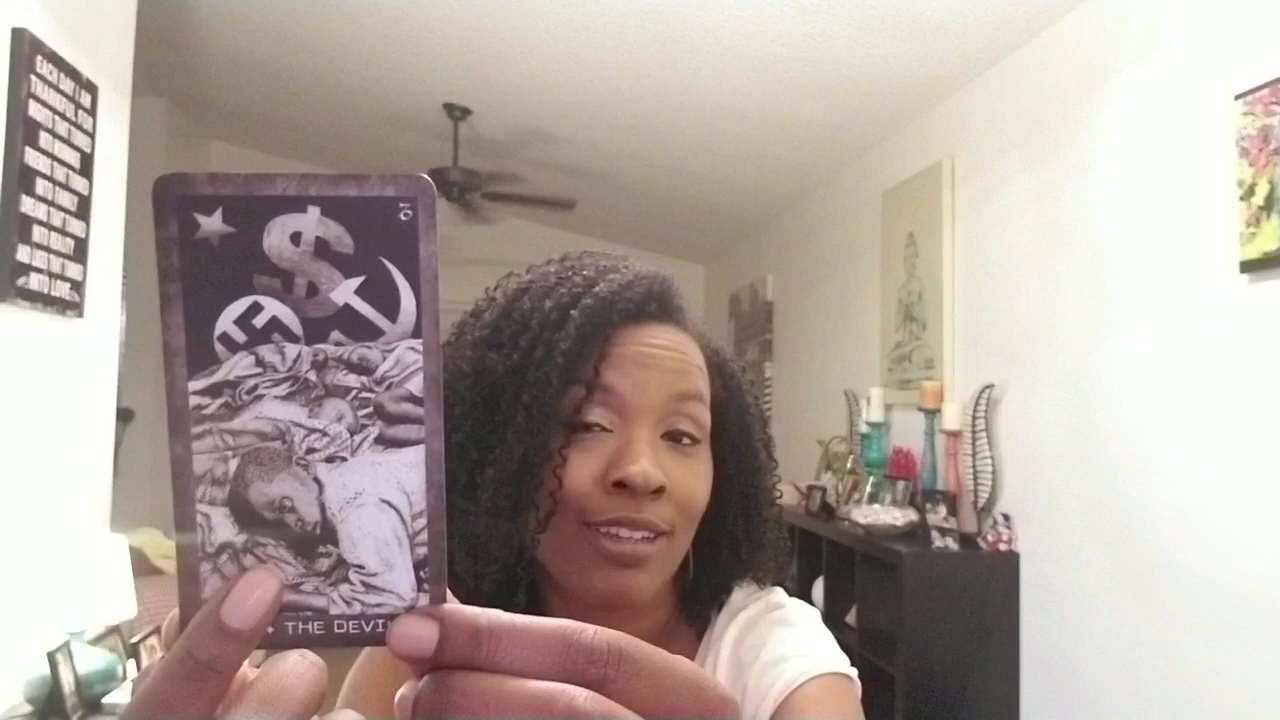 EACH DAY I AM
THANKFUL FOR
NIGHTS THAT TURNED
INTO MORNINGS
FRIENDS THAT TURNED
INTO FAMILY
DREAMS THAT TURNED
INTO REALITY
AND LIKES THAT TURNED
INTO LOVE
$
THE DEVI